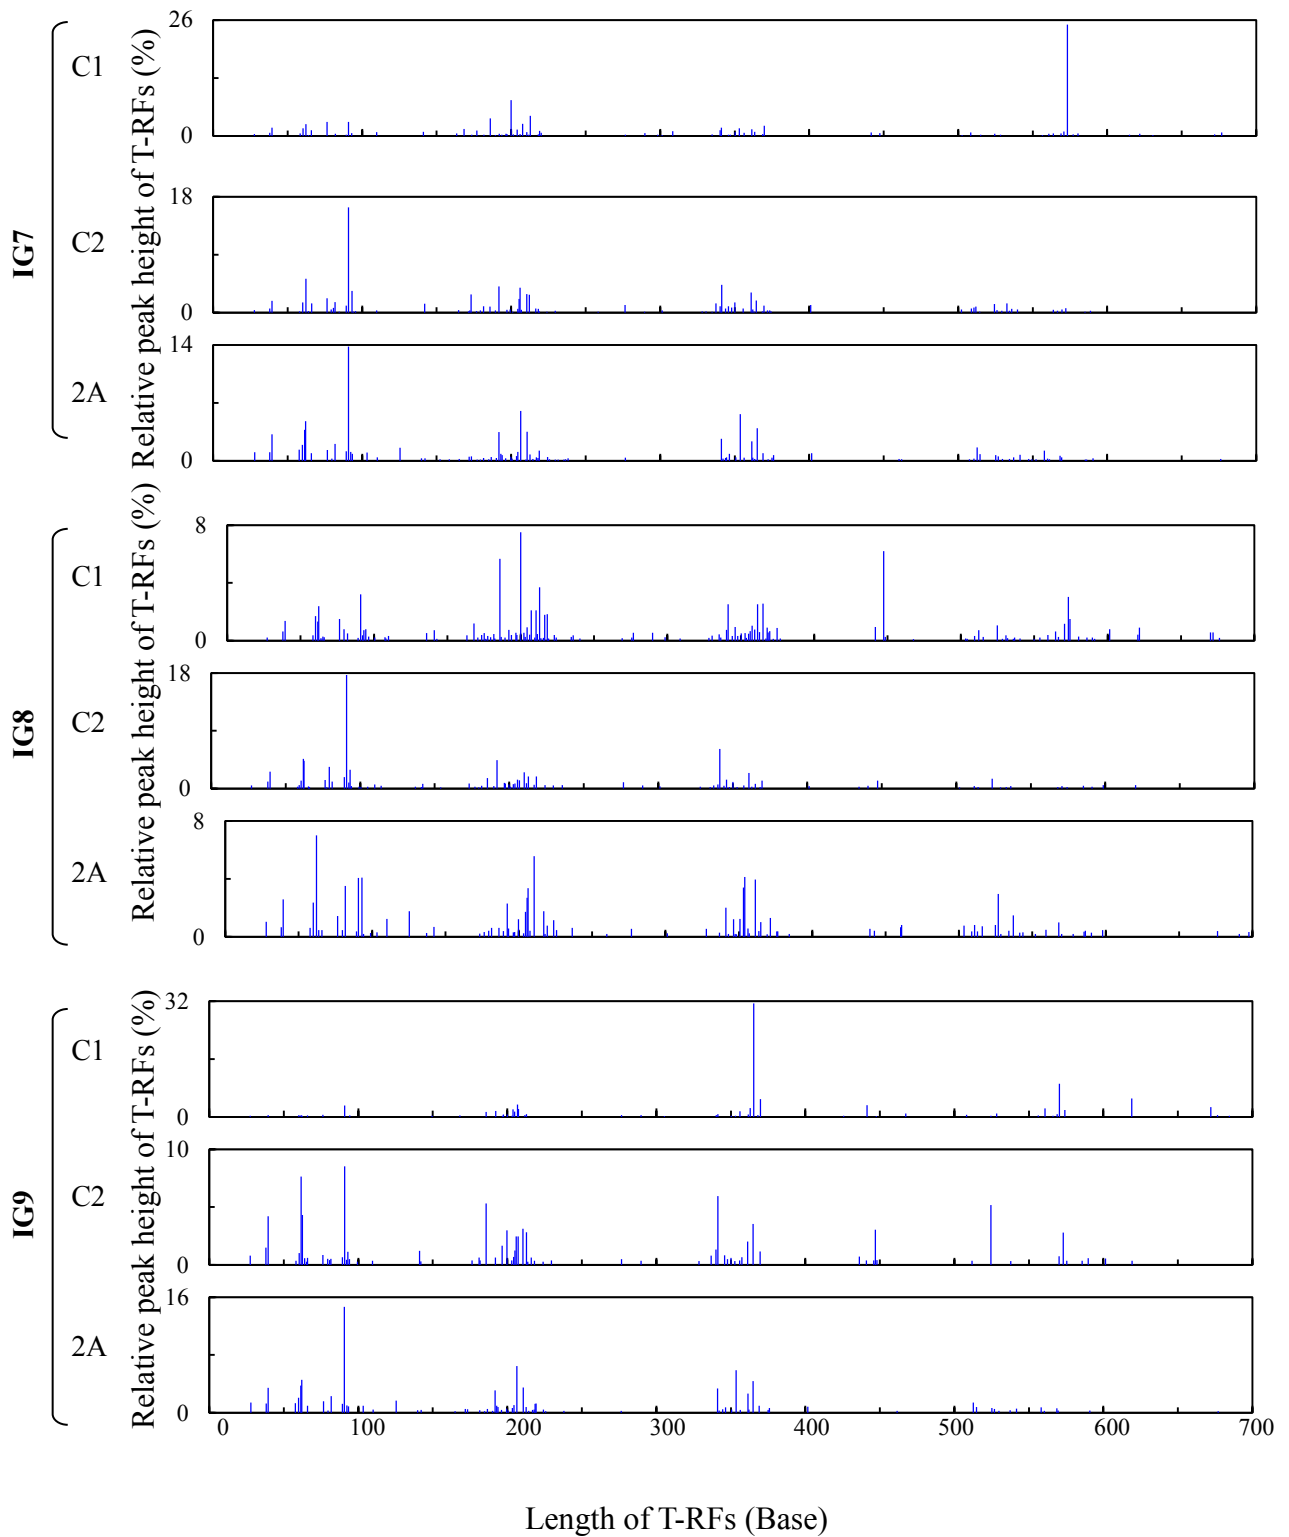 IG7
Relative peak height of T-RFs (%)
C1
26
0
C2
18
0
2A
14
0
IG8
Relative peak height of T-RFs (%)
C1
8
0
C2
18
0
2A
8
0
IG9
Relative peak height of T-RFs (%)
C1
32
0
C2
10
0
2A
16
0
0 100 200 300 400 500 600 700
Length of T-RFs (Base)